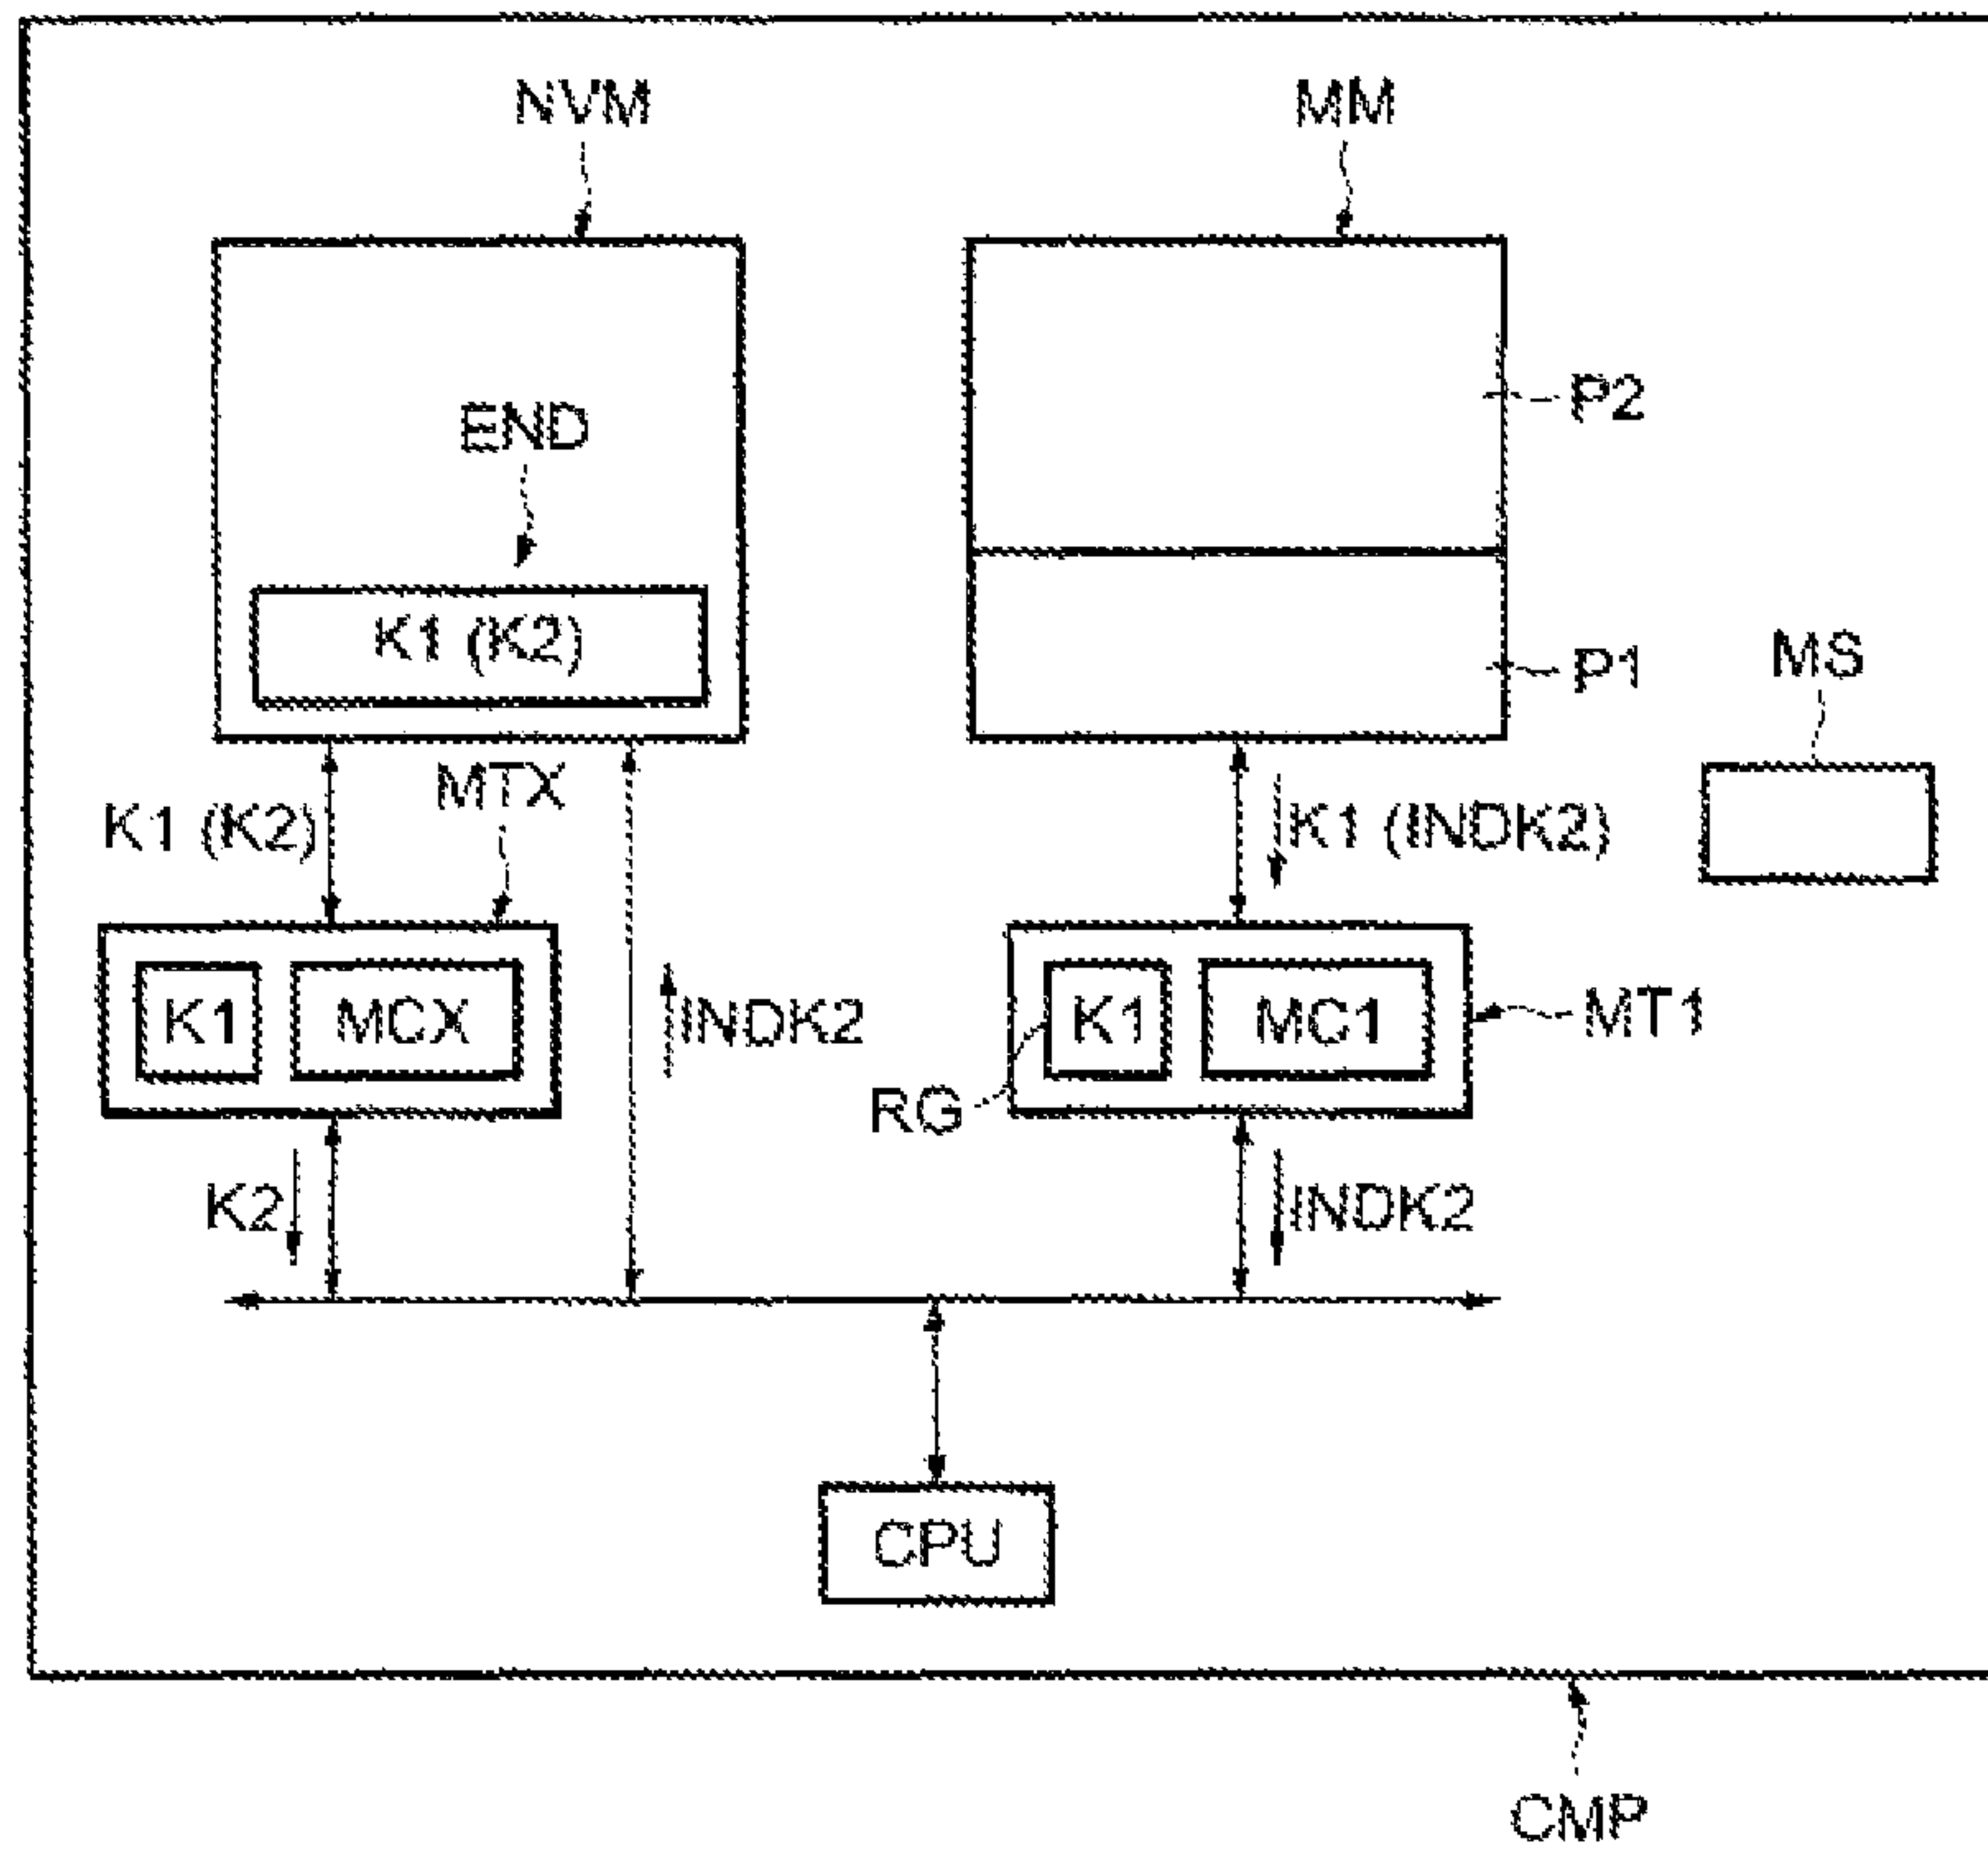 NVM
MM
END
P2
K1 (K2)
P1
MS
MTX
K1 (K2)
K1 (INDK2)
K1
MCX
INDK2
K1
MC1
MT1
RG
K2
INDK2
CPU
CMP